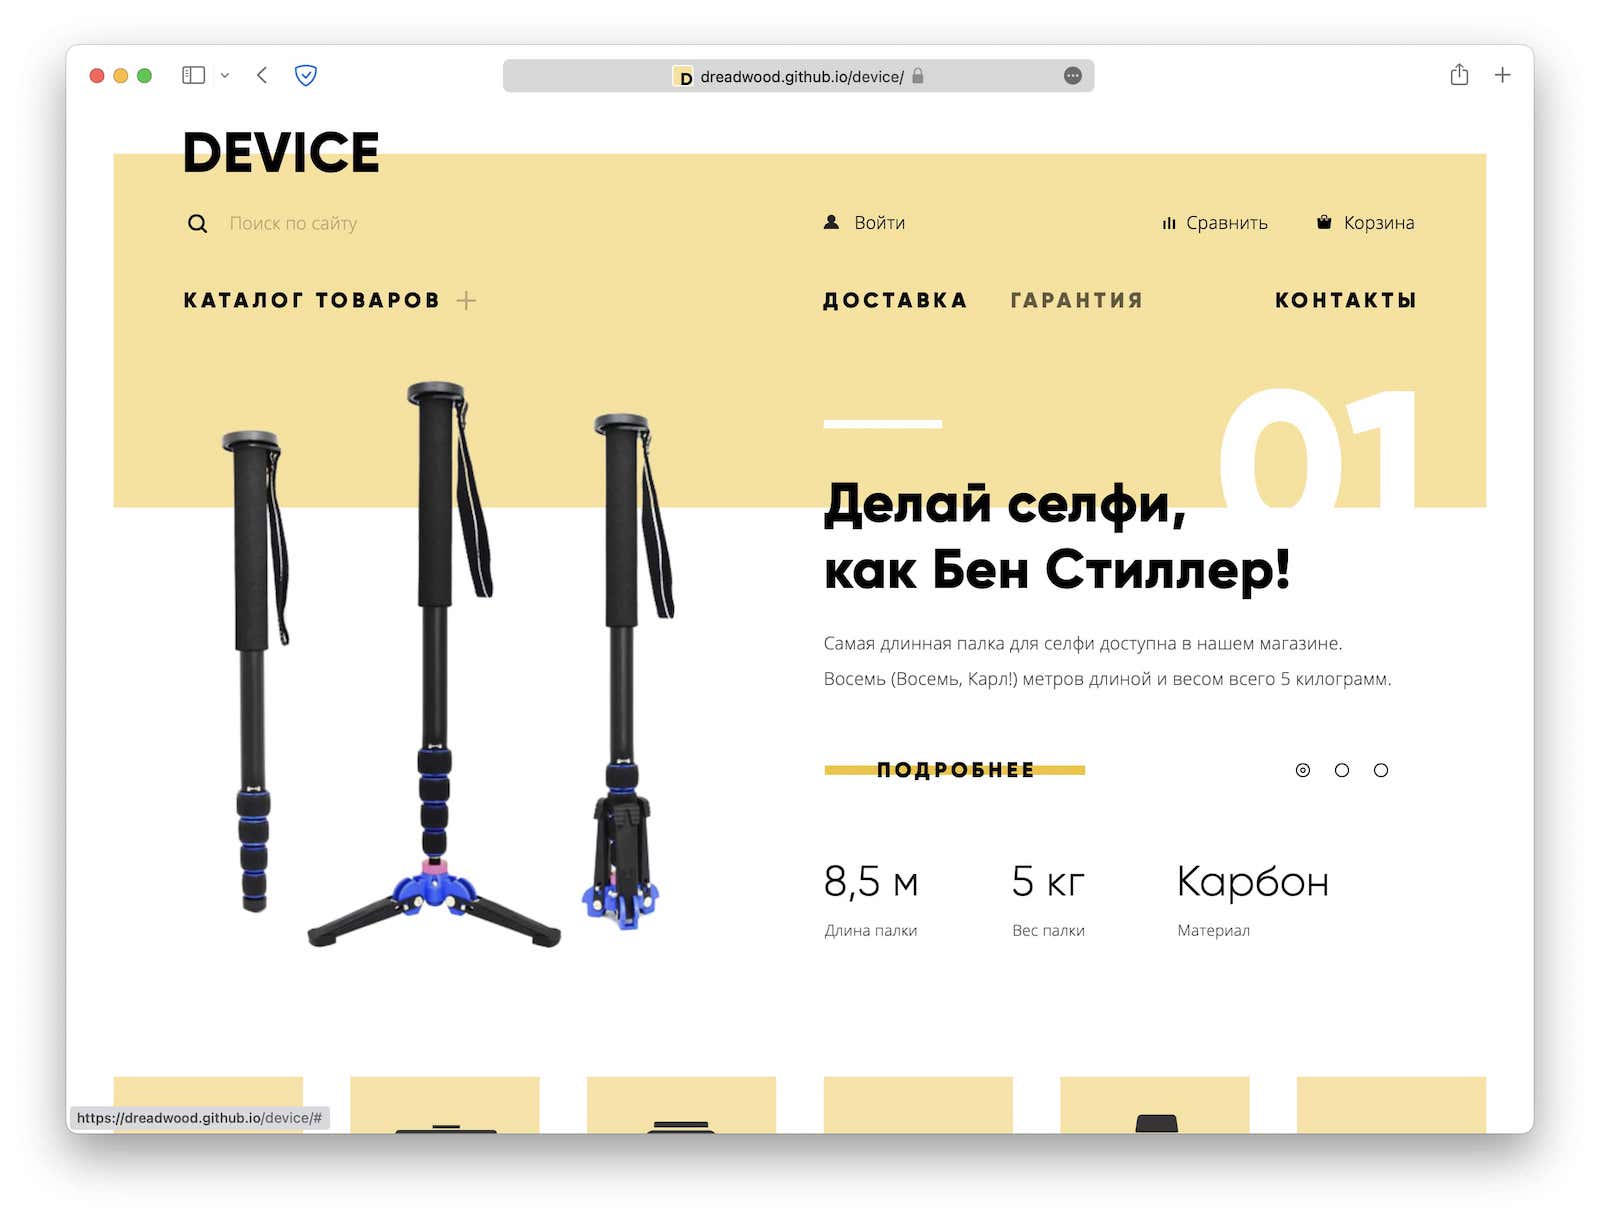 D dreadwood.github.io/device/
DEVICE
Поиск по сайту
Войти
Сравнить
Корзина
КАТАЛОГ ТОВАРОВ +
ДОСТАВКА
ГАРАНТИЯ
КОНТАКТЫ
01
Делай селфи,
как Бен Стиллер!
Самая длинная палка для селфи доступна в нашем магазине.
Восемь (Восемь, Карл!) метров длиной и весом всего 5 килограмм.
ПОДРОБНЕЕ
8,5 м
5 кг
Карбон
Длина палки
Вес палки
Материал
https://dreadwood.github.io/device/#